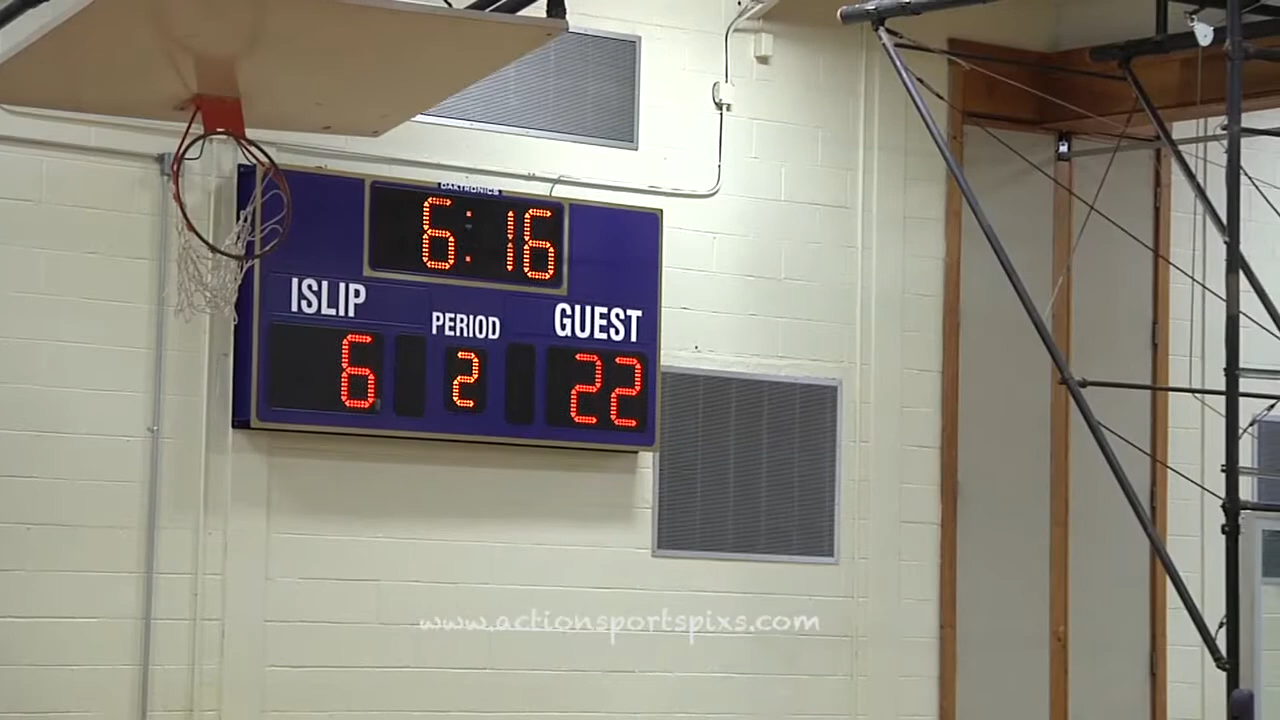 DAKTRONICS
6:16
ISLIP
PERIOD
GUEST
6
2
22
www.actionsportspixs.com